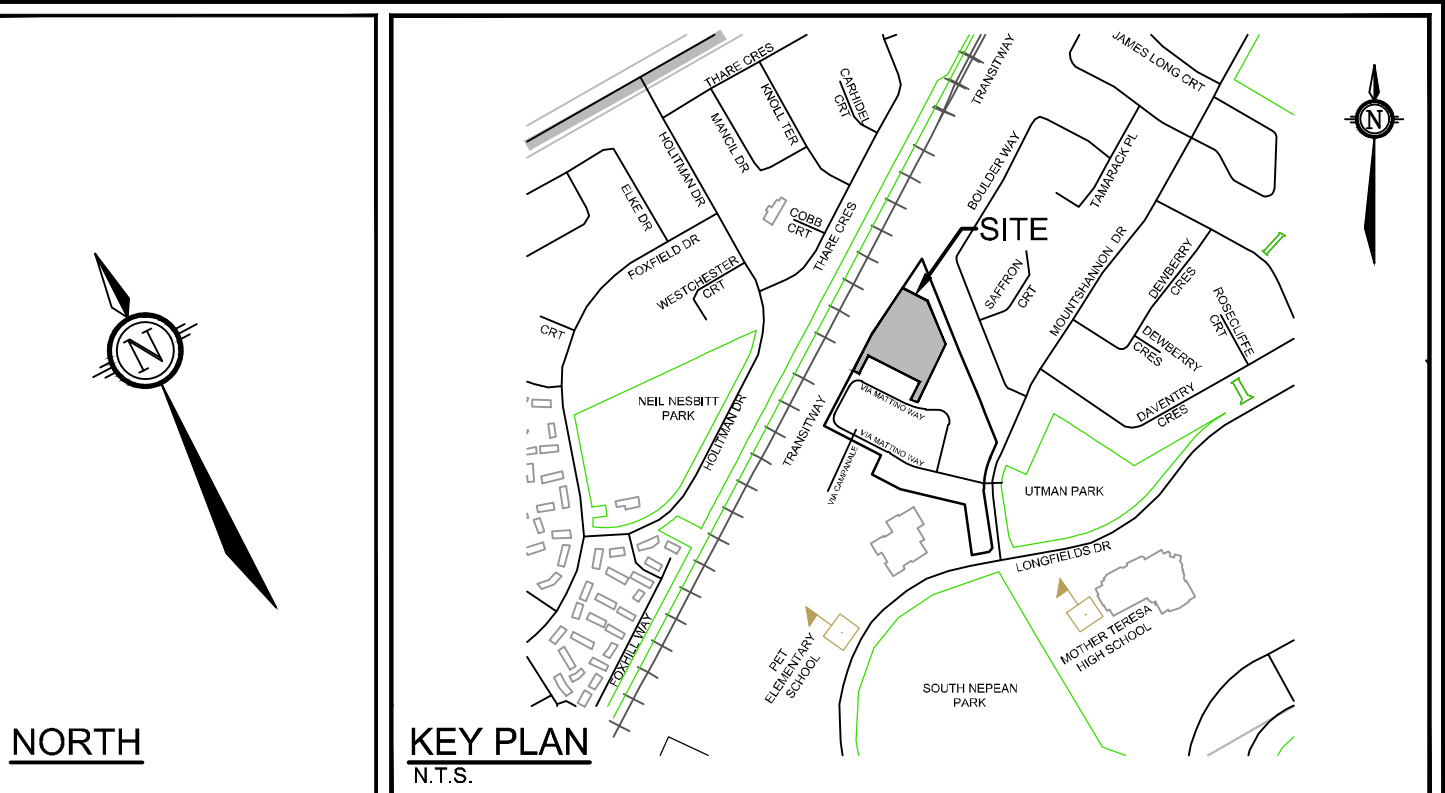 N
NORTH
KEY PLAN
N.T.S.
N
SITE
THARE CRES
CARHIDEL
CRT
KNOLL TER
MANCIL DR
HOLITMAN DR
ELKE DR
FOXFIELD DR
WESTCHESTER
CRT
COBB
CRT
THARE CRES
CRT
TRANSITWAY
JAMES LONG CRT
BOULDER WAY
TAMARACK PL
SAFFRON
CRT
MOUNTSHANNON DR
DEWBERRY
CRES
DEWBERRY
CRES
ROSECLIFFE
CRT
DAVENTRY
CRES
NEIL NESBITT
PARK
HOLITMAN DR
TRANSITWAY
VIA MATTINO WAY
VIA MATTINO WAY
VIA CAMPANALE
UTMAN PARK
LONGFIELDS DR
FOXHILL WAY
PET
ELEMENTARY
SCHOOL
MOTHER TERESA
HIGH SCHOOL
SOUTH NEPEAN
PARK